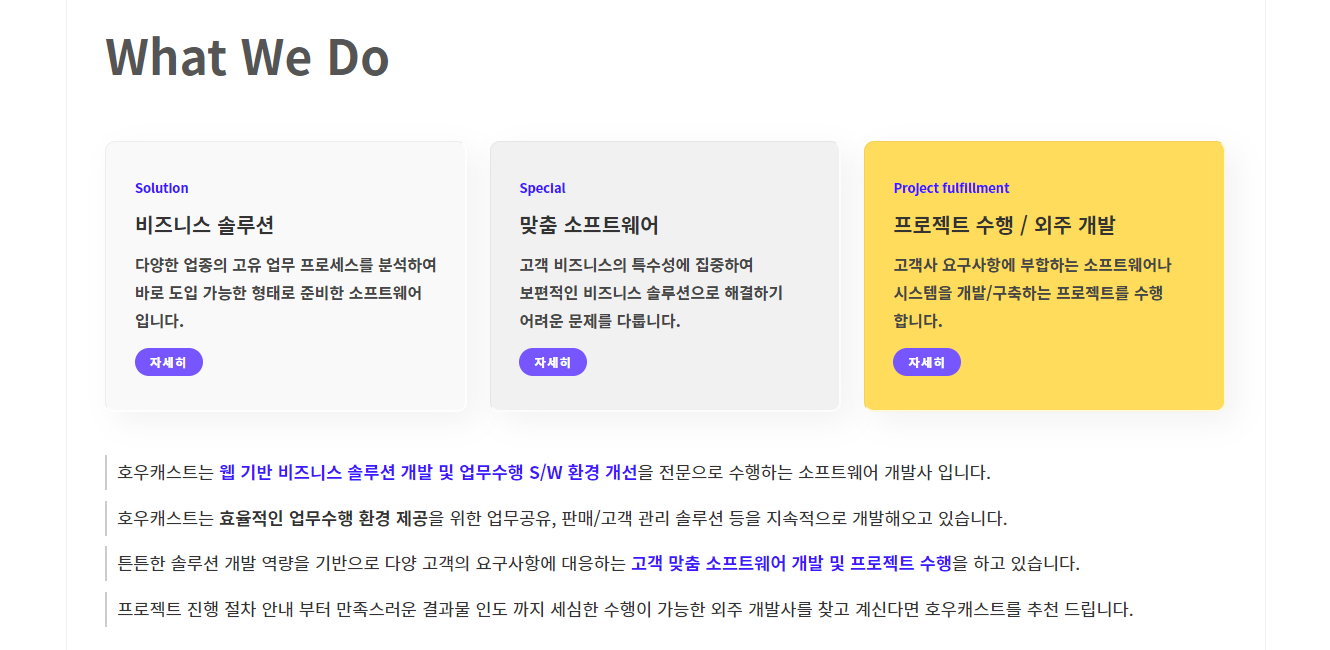 What We Do
Solution
비즈니스 솔루션
다양한 업종의 고유 업무 프로세스를 분석하여
바로 도입 가능한 형태로 준비한 소프트웨어
입니다.
자세히
Special
맞춤 소프트웨어
고객 비즈니스의 특수성에 집중하여
보편적인 비즈니스 솔루션으로 해결하기
어려운 문제를 다룹니다.
자세히
Project fulfillment
프로젝트 수행 / 외주 개발
고객사 요구사항에 부합하는 소프트웨어나
시스템을 개발/구축하는 프로젝트를 수행
합니다.
자세히
호우캐스트는 웹 기반 비즈니스 솔루션 개발 및 업무수행 S/W 환경 개선을 전문으로 수행하는 소프트웨어 개발사 입니다.
호우캐스트는 효율적인 업무수행 환경 제공을 위한 업무공유, 판매/고객 관리 솔루션 등을 지속적으로 개발해오고 있습니다.
튼튼한 솔루션 개발 역량을 기반으로 다양 고객의 요구사항에 대응하는 고객 맞춤 소프트웨어 개발 및 프로젝트 수행을 하고 있습니다.
프로젝트 진행 절차 안내 부터 만족스러운 결과물 인도 까지 세심한 수행이 가능한 외주 개발사를 찾고 계신다면 호우캐스트를 추천 드립니다.